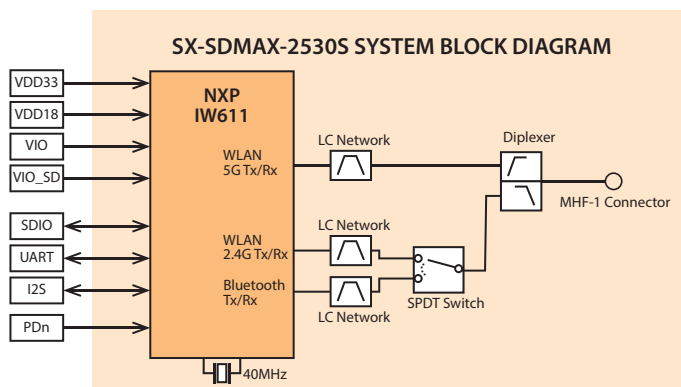 SX-SDMAX-2530S SYSTEM BLOCK DIAGRAM
VDD33
VDD18
VIO
VIO_SD
SDIO
UART
I2S
PDn
NXP
IW611
WLAN
5G Tx/Rx
WLAN
2.4G Tx/Rx
Bluetooth
Tx/Rx
40MHz
LC Network
LC Network
LC Network
SPDT Switch
Diplexer
MHF-1 Connector